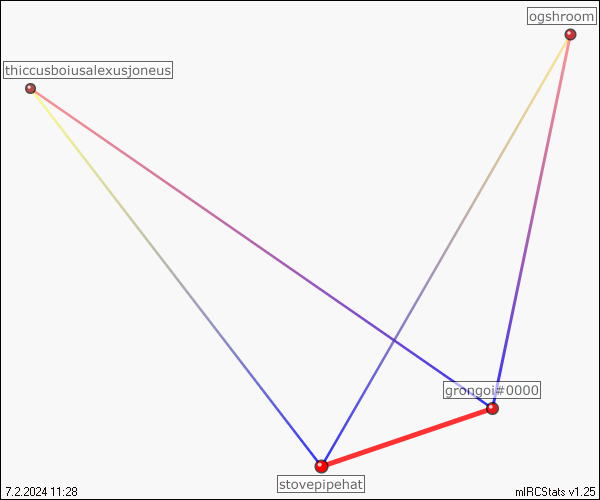 ogshroom
thiccusboiusalexusjoneus
grongoi#0000
stovepipehat
7.2.2024 11:28
mIRCStats v1.25